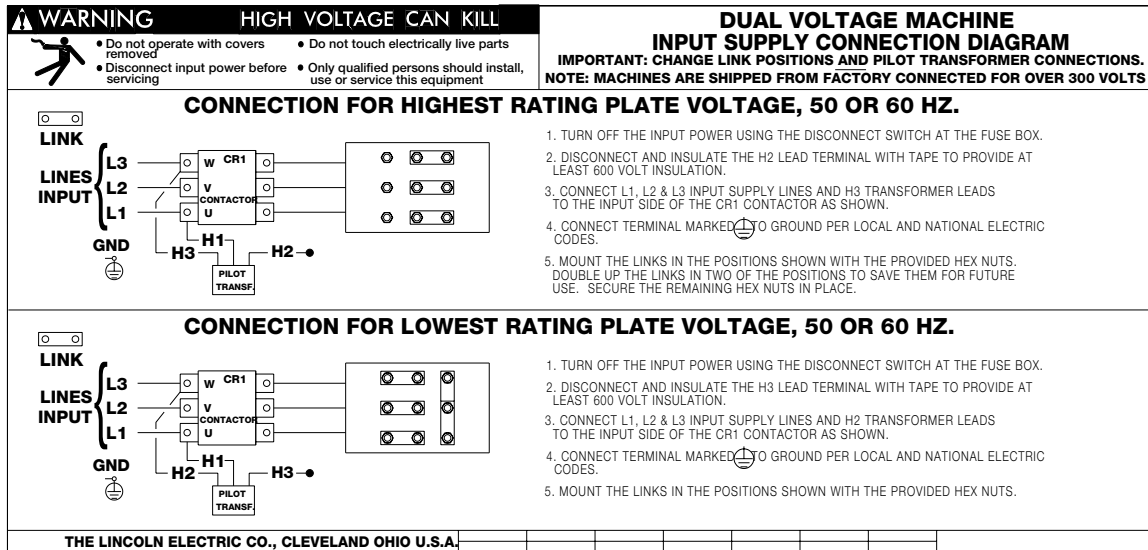 WARNING
HIGH VOLTAGE CAN KILL
• Do not operate with covers
removed
• Disconnect input power before
servicing
• Do not touch electrically live parts
• Only qualified persons should install,
use or service this equipment
DUAL VOLTAGE MACHINE
INPUT SUPPLY CONNECTION DIAGRAM
IMPORTANT: CHANGE LINK POSITIONS AND PILOT TRANSFORMER CONNECTIONS.
NOTE: MACHINES ARE SHIPPED FROM FACTORY CONNECTED FOR OVER 300 VOLTS
CONNECTION FOR HIGHEST RATING PLATE VOLTAGE, 50 OR 60 HZ.
LINK
LINES
INPUT
L3
L2
L1
GND
W CR1
V
CONTACTOR
U
H1
H3
H2
PILOT
TRANSF.
1. TURN OFF THE INPUT POWER USING THE DISCONNECT SWITCH AT THE FUSE BOX.
2. DISCONNECT AND INSULATE THE H2 LEAD TERMINAL WITH TAPE TO PROVIDE AT
LEAST 600 VOLT INSULATION.
3. CONNECT L1, L2 & L3 INPUT SUPPLY LINES AND H3 TRANSFORMER LEADS
TO THE INPUT SIDE OF THE CR1 CONTACTOR AS SHOWN.
4. CONNECT TERMINAL MARKED TO GROUND PER LOCAL AND NATIONAL ELECTRIC
CODES.
5. MOUNT THE LINKS IN THE POSITIONS SHOWN WITH THE PROVIDED HEX NUTS.
DOUBLE UP THE LINKS IN TWO OF THE POSITIONS TO SAVE THEM FOR FUTURE
USE. SECURE THE REMAINING HEX NUTS IN PLACE.
CONNECTION FOR LOWEST RATING PLATE VOLTAGE, 50 OR 60 HZ.
LINK
LINES
INPUT
L3
L2
L1
GND
W CR1
V
CONTACTOR
U
H1
H2
H3
PILOT
TRANSF.
1. TURN OFF THE INPUT POWER USING THE DISCONNECT SWITCH AT THE FUSE BOX.
2. DISCONNECT AND INSULATE THE H3 LEAD TERMINAL WITH TAPE TO PROVIDE AT
LEAST 600 VOLT INSULATION.
3. CONNECT L1, L2 & L3 INPUT SUPPLY LINES AND H2 TRANSFORMER LEADS
TO THE INPUT SIDE OF THE CR1 CONTACTOR AS SHOWN.
4. CONNECT TERMINAL MARKED TO GROUND PER LOCAL AND NATIONAL ELECTRIC
CODES.
5. MOUNT THE LINKS IN THE POSITIONS SHOWN WITH THE PROVIDED HEX NUTS.
THE LINCOLN ELECTRIC CO., CLEVELAND OHIO U.S.A.